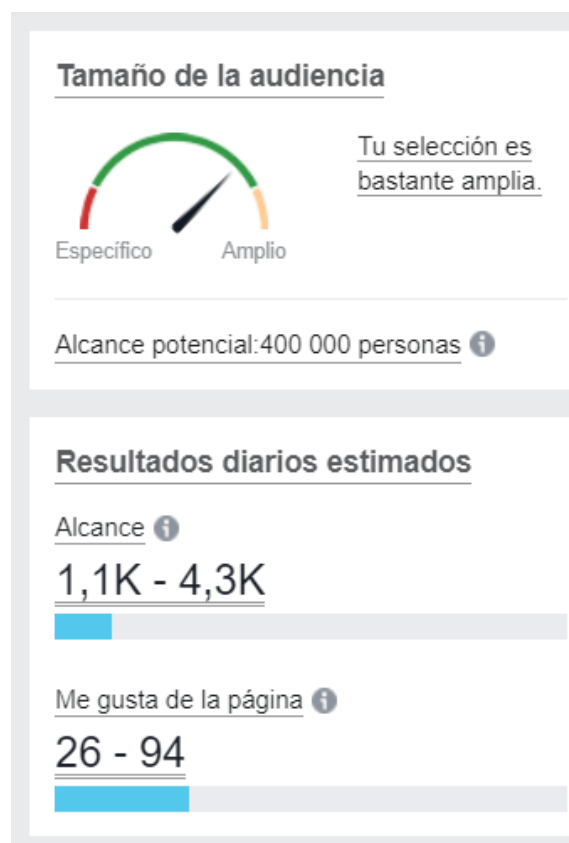 Tamaño de la audiencia
Tu selección es
bastante amplia.
Específico
Amplio
Alcance potencial:400 000 personas
Resultados diarios estimados
Alcance
1,1K - 4,3K
Me gusta de la página
26 - 94